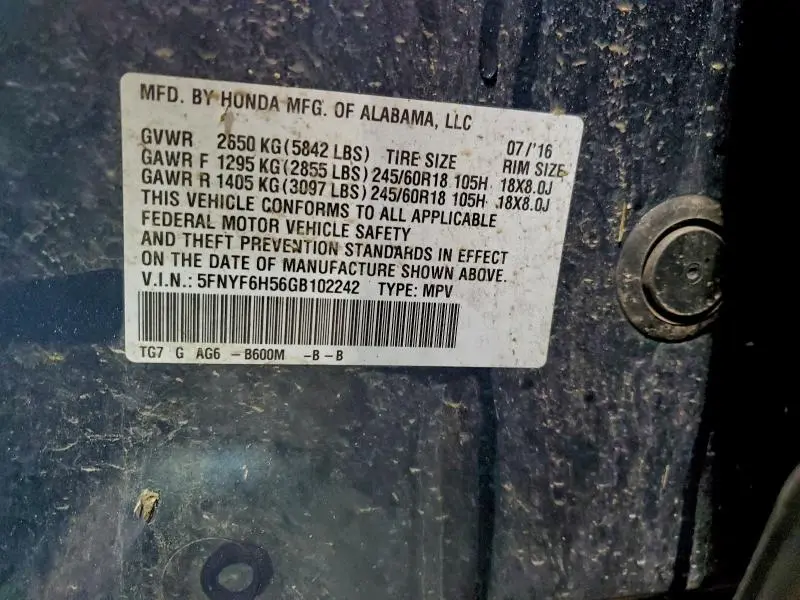 MFD. BY HONDA MFG. OF ALABAMA, LLC
GVWR 2650 KG(5842 LBS) TIRE SIZE 07/'16 RIM SIZE
GAWR F 1295 KG(2855 LBS) 245/60R18 105H 18X8.0J
GAWR R 1405 KG(3097 LBS) 245/60R18 105H 18X8.0J
THIS VEHICLE CONFORMS TO ALL APPLICABLE
FEDERAL MOTOR VEHICLE SAFETY
AND THEFT PREVENTION STANDARDS IN EFFECT
ON THE DATE OF MANUFACTURE SHOWN ABOVE.
V.I.N.: 5FNYF6H56GB102242 TYPE: MPV
TG7 G AG6 -B600M -B-B